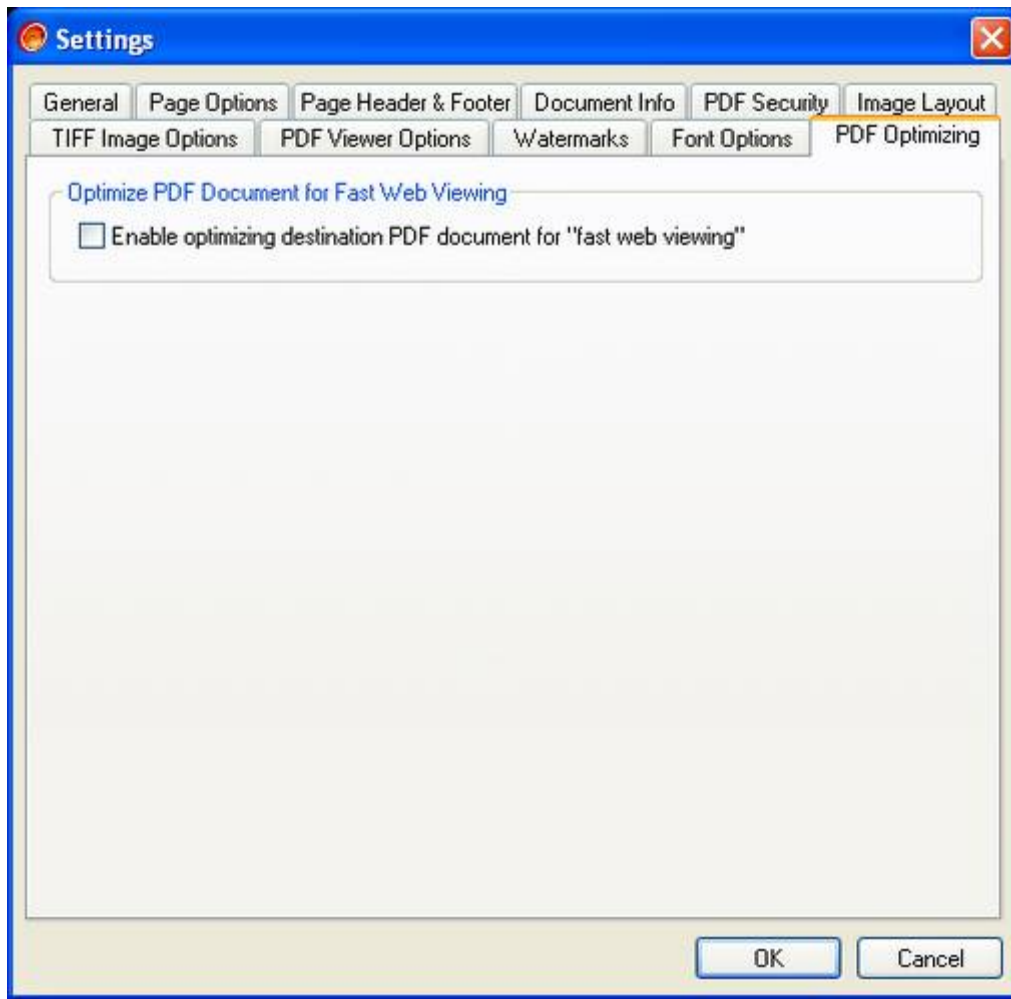 Settings
General Page Options Page Header & Footer Document Info PDF Security Image Layout
TIFF Image Options PDF Viewer Options Watermarks Font Options PDF Optimizing
Optimize PDF Document for Fast Web Viewing
Enable optimizing destination PDF document for "fast web viewing"
OK Cancel